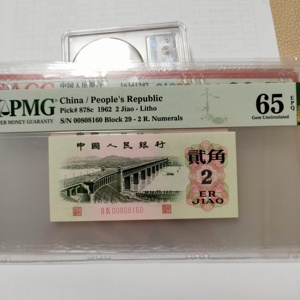 PMG
PAPER MONEY GUARANTY
China / People's Republic
Pick# 878c 1962 2 Jiao - Litho
S/N 00808160 Block 29 - 2 R. Numerals
65 EPQ
Gem Uncirculated
中国人民银行
贰角
2
ER
JIAO
00808160